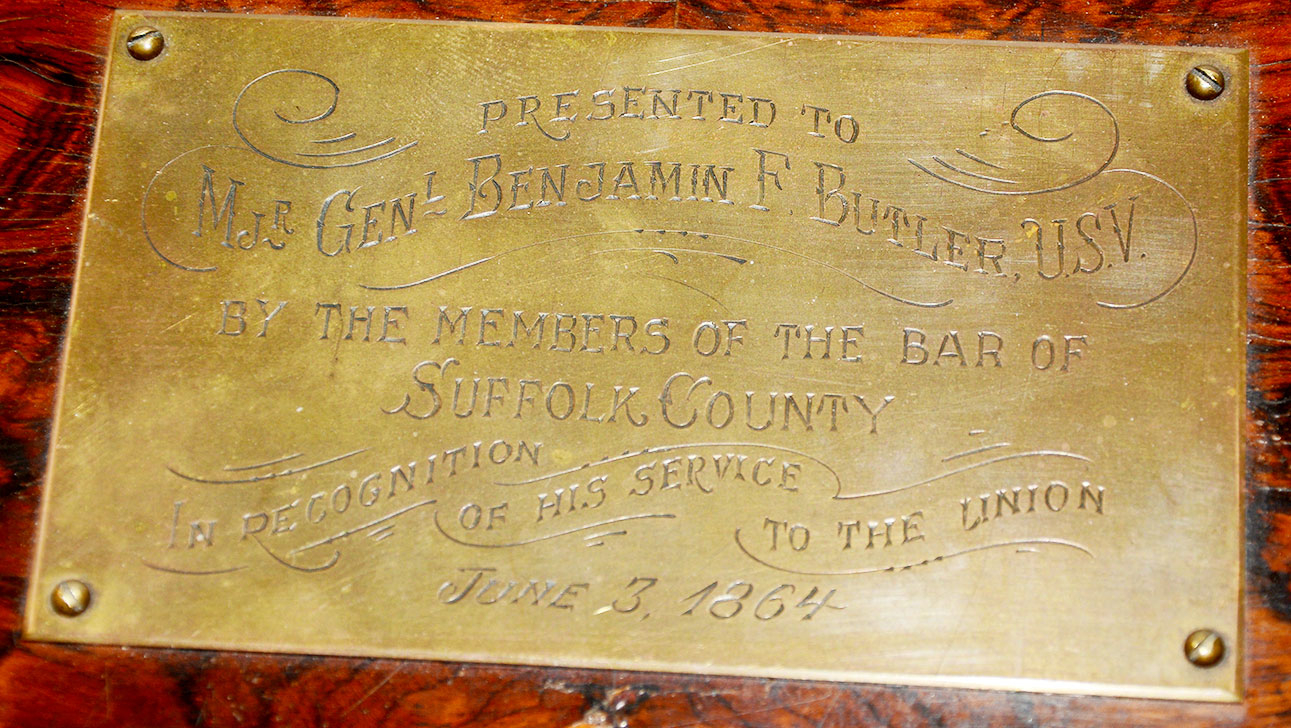 PRESENTED TO
MJR GENL BENJAMIN F. BUTLER, U.S.V.
BY THE MEMBERS OF THE BAR OF
SUFFOLK COUNTY
IN RECOGNITION OF HIS SERVICE TO THE UNION
JUNE 3, 1864